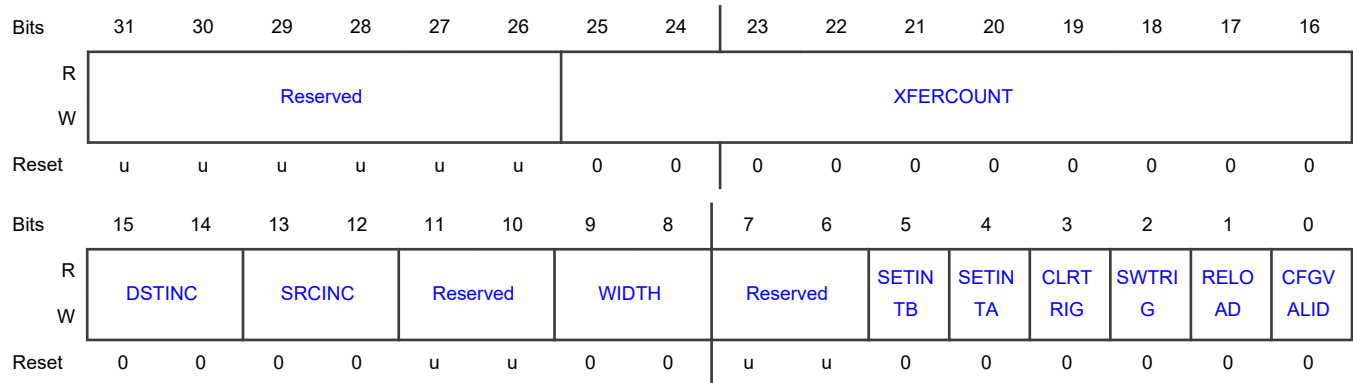 Bits 31 30 29 28 27 26 25 24 23 22 21 20 19 18 17 16
R
Reserved XFERCOUNT
W
Reset u u u u u u 0 0 0 0 0 0 0 0 0 0
Bits 15 14 13 12 11 10 9 8 7 6 5 4 3 2 1 0
R SETIN SETIN CLRT SWTRI RELO CFGV
DSTINC SRCINC Reserved WIDTH Reserved
W TB TA RIG G AD ALID
Reset 0 0 0 0 u u 0 0 u u 0 0 0 0 0 0